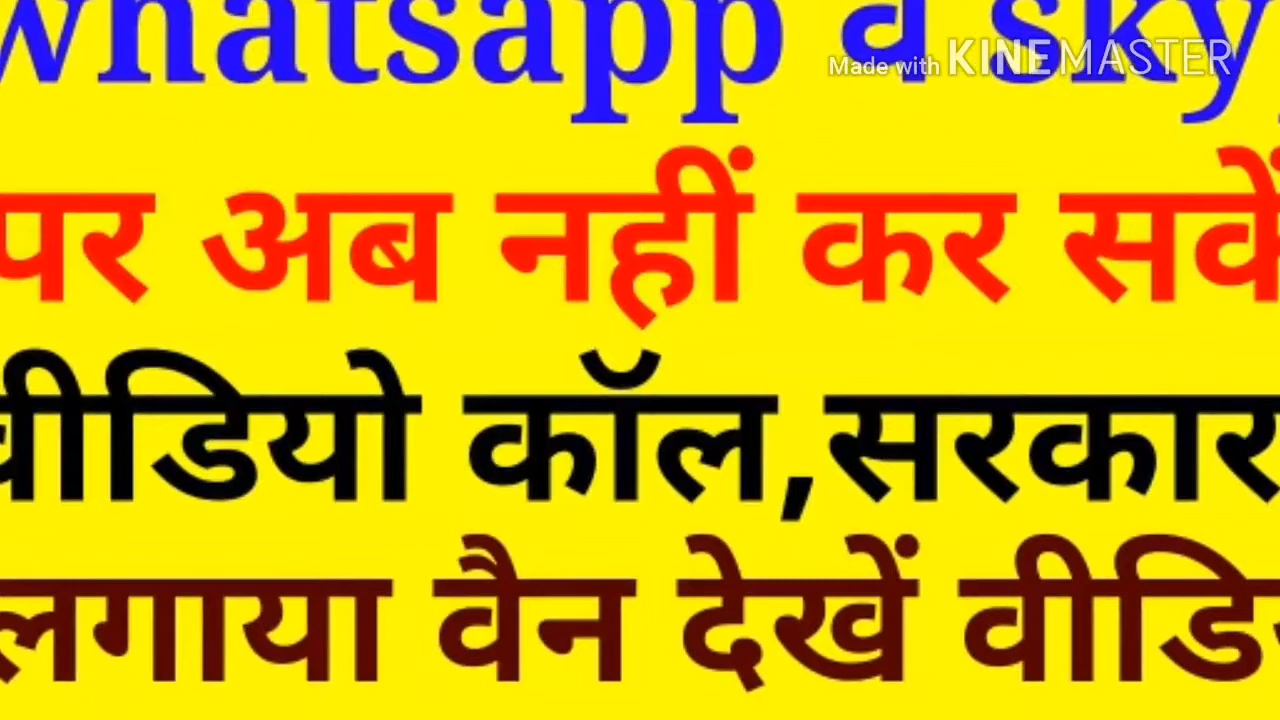 whatsapp व sky
Made with KINEMASTER
पर अब नहीं कर सकें
वीडियो कॉल,सरकार
लगाया वैन देखें वीडि